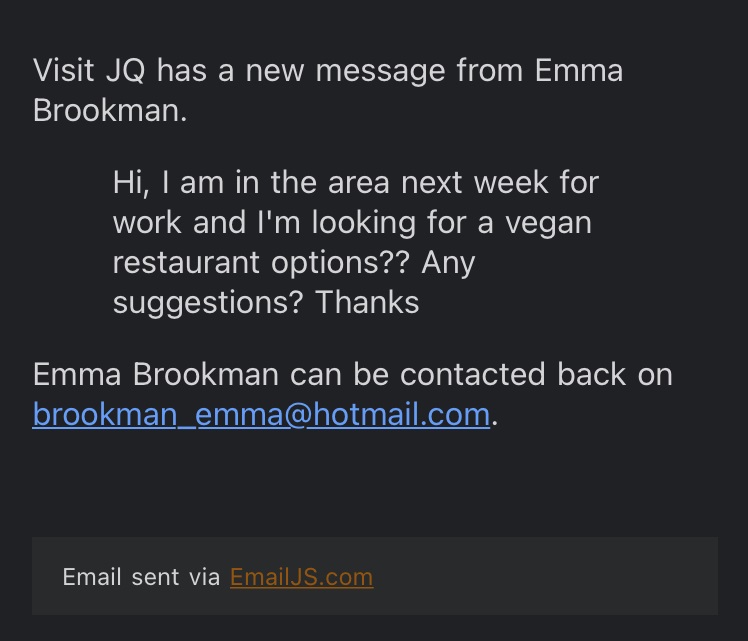 Visit JQ has a new message from Emma
Brookman.
Hi, I am in the area next week for
work and I'm looking for a vegan
restaurant options?? Any
suggestions? Thanks
Emma Brookman can be contacted back on
brookman_emma@hotmail.com.
Email sent via EmailJS.com